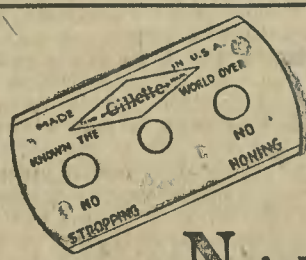 MADE IN U.S.A.
Gillette
KNOWN THE WORLD OVER
NO NO
STROPPING HONING
N